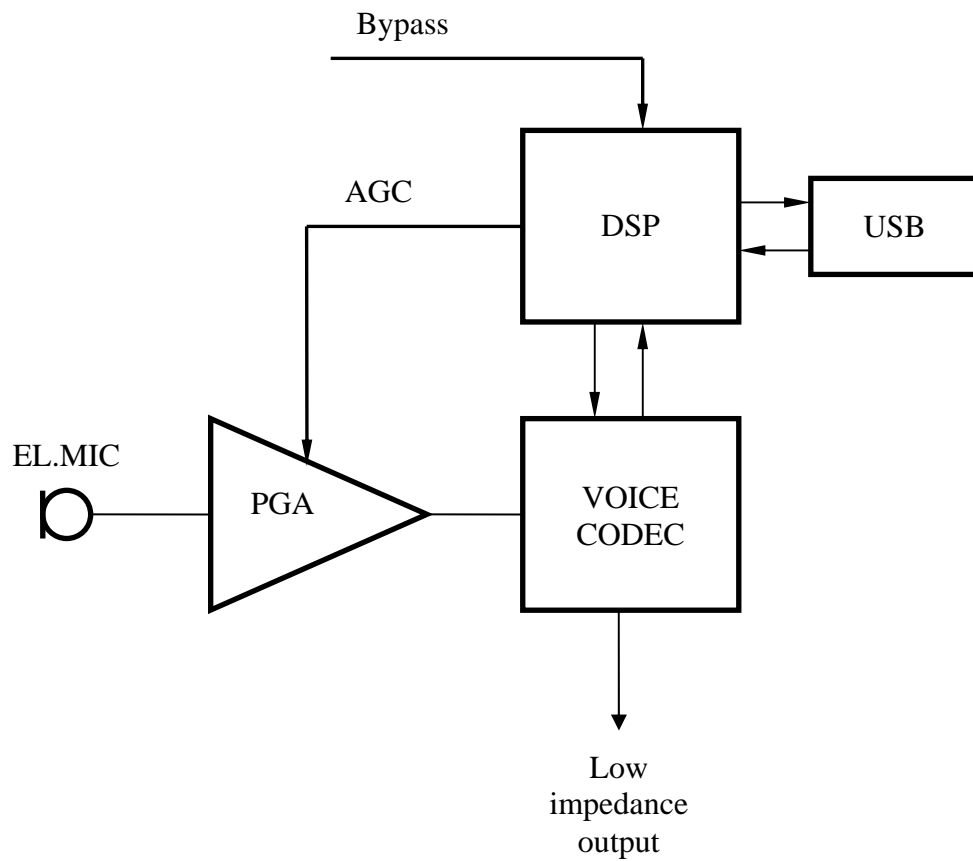 Bypass
AGC
DSP
USB
EL.MIC
PGA
VOICE
CODEC
Low
impedance
output